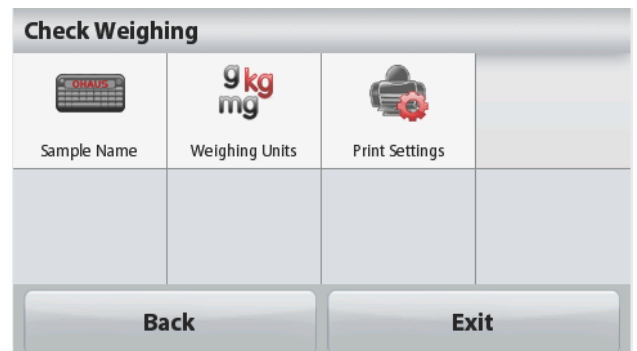 Check Weighing
OHAUS
g kg
mg
Sample Name
Weighing Units
Print Settings
Back
Exit